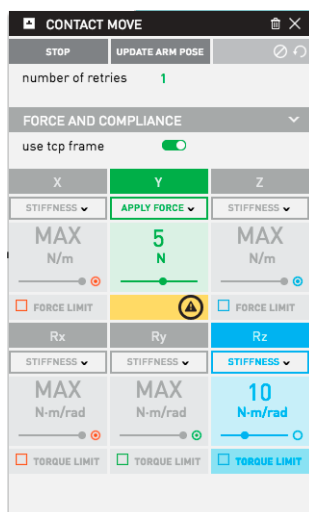 CONTACT MOVE
STOP UPDATE ARM POSE
number of retries 1
FORCE AND COMPLIANCE
use tcp frame
X Y Z
STIFFNESS APPLY FORCE STIFFNESS
MAX 5 MAX
N/m N N/m
FORCE LIMIT FORCE LIMIT
Rx Ry Rz
STIFFNESS STIFFNESS STIFFNESS
MAX MAX 10
N·m/rad N·m/rad N·m/rad
TORQUE LIMIT TORQUE LIMIT TORQUE LIMIT